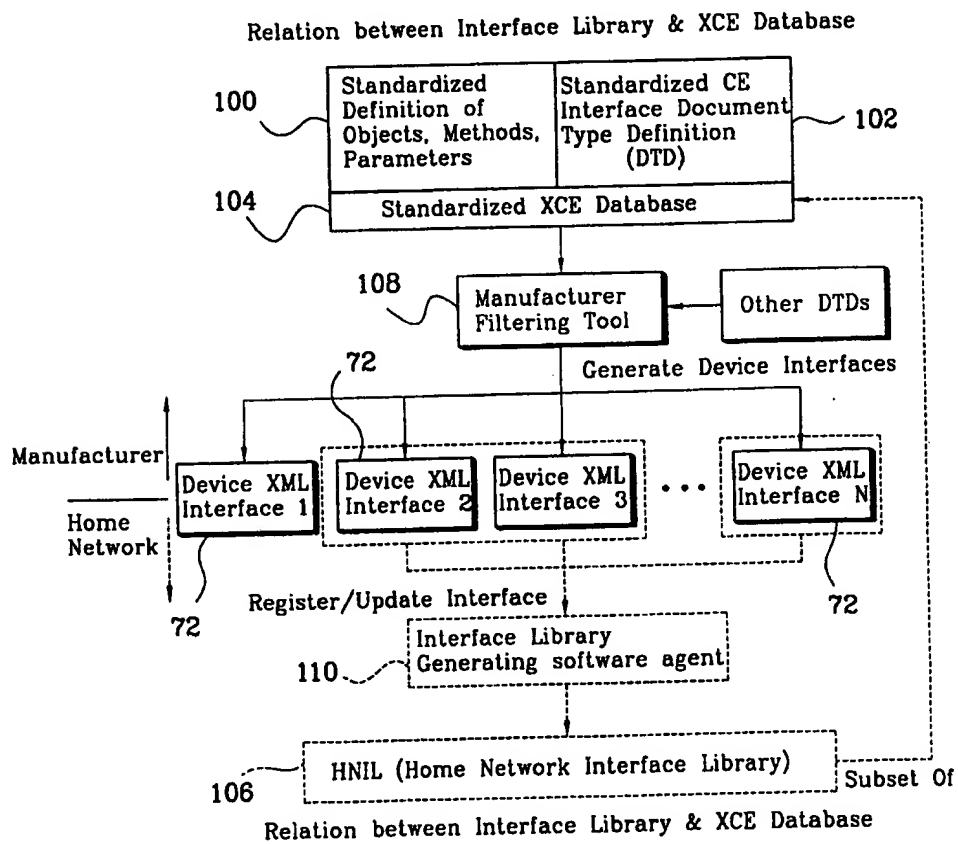 Relation between Interface Library & XCE Database
100
Standardized
Definition of
Objects, Methods,
Parameters
Standardized CE
Interface Document
Type Definition
(DTD)
102
104
Standardized XCE Database
108
Manufacturer
Filtering Tool
Other DTDs
72
Generate Device Interfaces
Manufacturer
Home
Network
Device XML
Interface 1
Device XML
Interface 2
Device XML
Interface 3
• • •
Device XML
Interface N
72
Register/Update Interface
72
110
Interface Library
Generating software agent
106
HNIL (Home Network Interface Library)
Subset Of
Relation between Interface Library & XCE Database